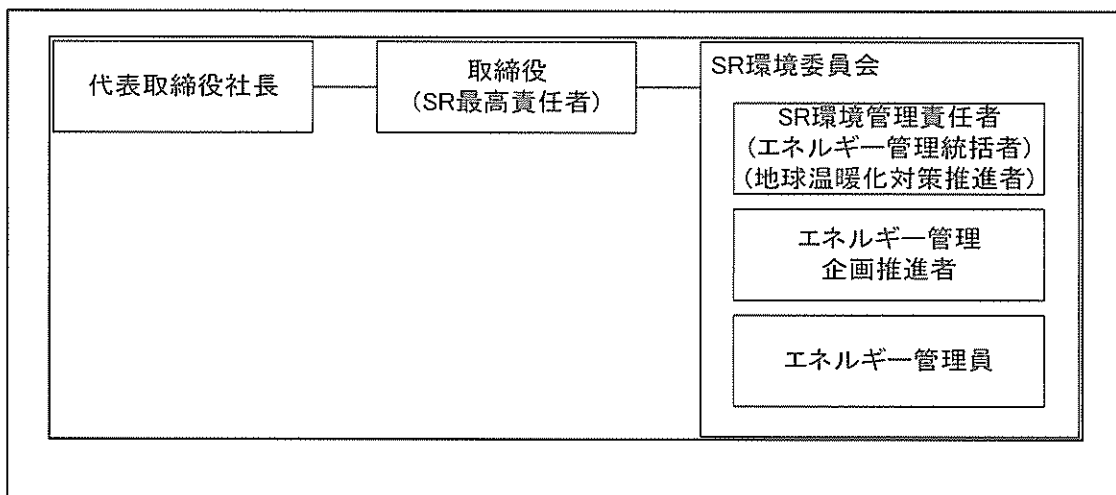 代表取締役社長
取締役
(SR最高責任者)
SR環境委員会
SR環境管理責任者
(エネルギー管理統括者)
(地球温暖化対策推進者)
エネルギー管理
企画推進者
エネルギー管理員